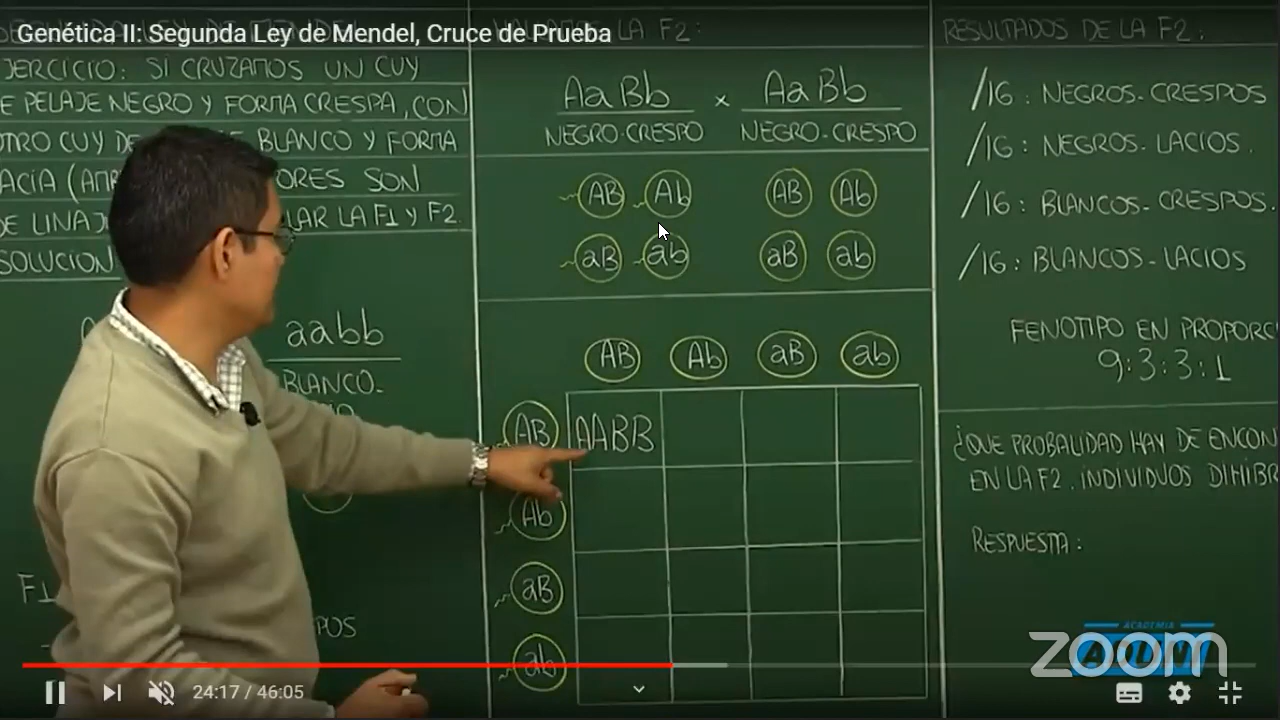 Genética II: Segunda Ley de Mendel, Cruce de Prueba
LA F2:
RESULTADOS DE LA F2:
JERCICIO: SI CRUZAMOS UN CUY
E PELAJE NEGRO Y FORMA CRESPA, CON
OTRO CUY DE BLANCO Y FORMA
ACÍA (AMB ORES SON
DE LINAJ LAR LA F1 Y F2.
SOLUCION
aabb
BLANCO-
F1
POS
AaBb x AaBb
NEGRO-CRESPO NEGRO-CRESPO
AB Ab AB Ab
aB ab aB ab
AB Ab aB ab
AB AABB
Ab
aB
ab
/16: NEGROS-CRESPOS
/16: NEGROS-LACIOS.
/16: BLANCOS-CRESPOS.
/16: BLANCOS-LACIOS
FENOTIPO EN PROPORC
9:3:3:1
¿QUE PROBALIDAD HAY DE ENCON
EN LA F2. INDIVIDUOS DIHIBR
RESPUESTA:
ACADEMIA
ADUNI
zoom
24:17 / 46:05